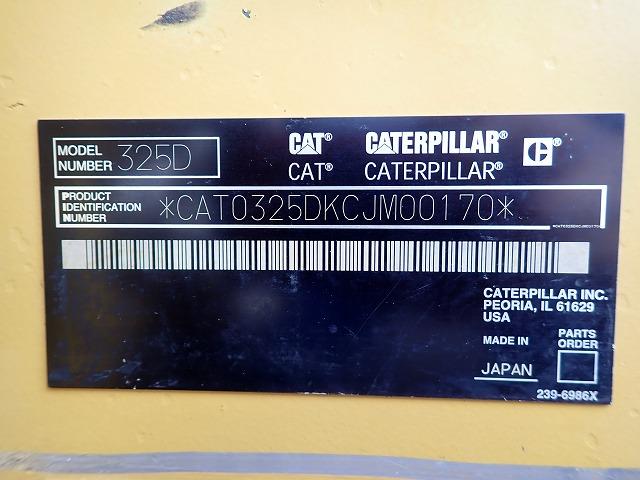 MODEL NUMBER 325D
CAT® CATERPILLAR® C®
CAT® CATERPILLAR®
PRODUCT IDENTIFICATION NUMBER *CAT0325DKCJM00170*
*CAT0325DKCJM00170*
CATERPILLAR INC.
PEORIA, IL 61629
USA
MADE IN JAPAN
PARTS ORDER
239-6986X